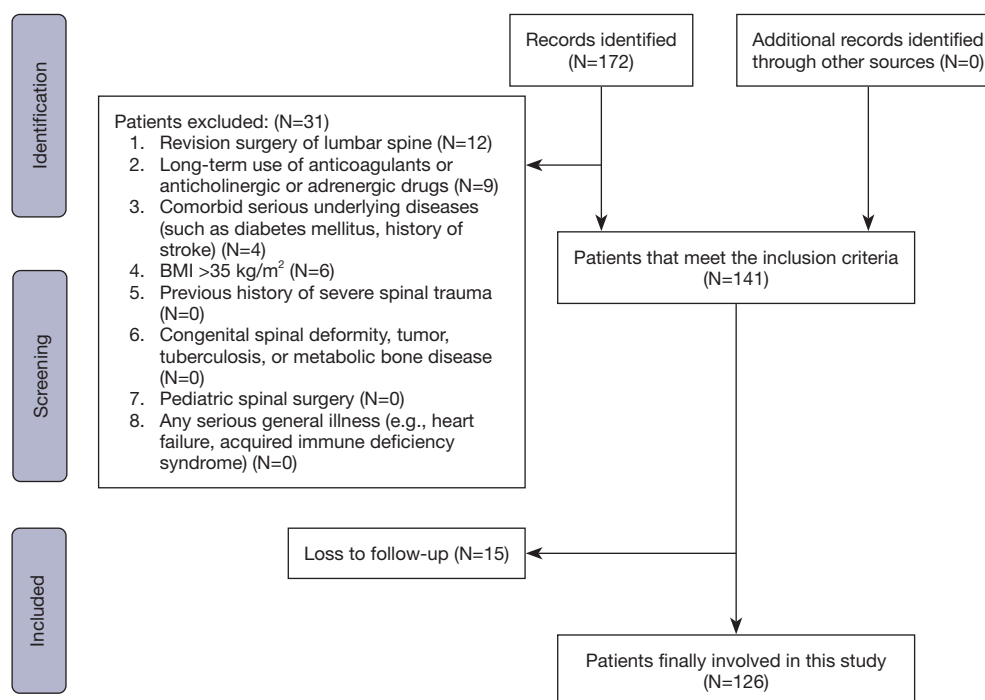 Identification
Records identified
(N=172)
Additional records identified
through other sources (N=0)
Patients excluded: (N=31)
1. Revision surgery of lumbar spine (N=12)
2. Long-term use of anticoagulants or
anticholinergic or adrenergic drugs (N=9)
3. Comorbid serious underlying diseases
(such as diabetes mellitus, history of
stroke) (N=4)
4. BMI >35 kg/m² (N=6)
5. Previous history of severe spinal trauma
(N=0)
6. Congenital spinal deformity, tumor,
tuberculosis, or metabolic bone disease
(N=0)
7. Pediatric spinal surgery (N=0)
8. Any serious general illness (e.g., heart
failure, acquired immune deficiency
syndrome) (N=0)
Patients that meet the inclusion criteria
(N=141)
Screening
Loss to follow-up (N=15)
Included
Patients finally involved in this study
(N=126)